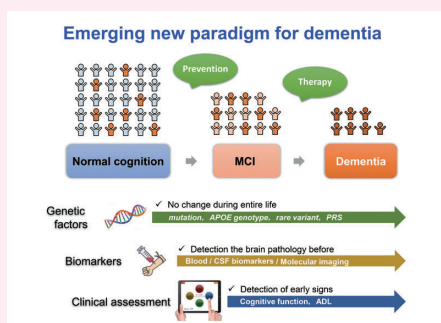 Emerging new paradigm for dementia
Prevention
Therapy
Normal cognition
MCI
Dementia
Genetic factors
✓ No change during entire life
mutation, APOE genotype, rare variant, PRS
Biomarkers
✓ Detection the brain pathology before
Blood / CSF biomarkers / Molecular imaging
Clinical assessment
✓ Detection of early signs
Cognitive function, ADL